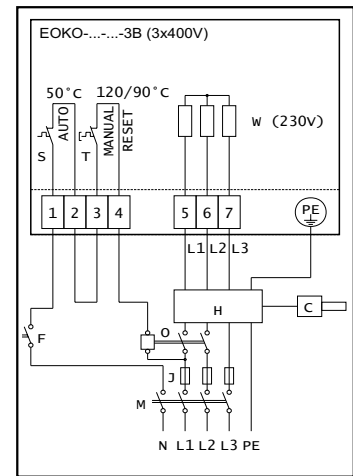 EOKO-...-...-3B (3x400V)
50°C 120/90°C
AUTO
MANUAL
RESET
S T W (230V)
1 2 3 4 5 6 7 PE
L1 L2 L3
H C
O
F
J
M
N L1 L2 L3 PE